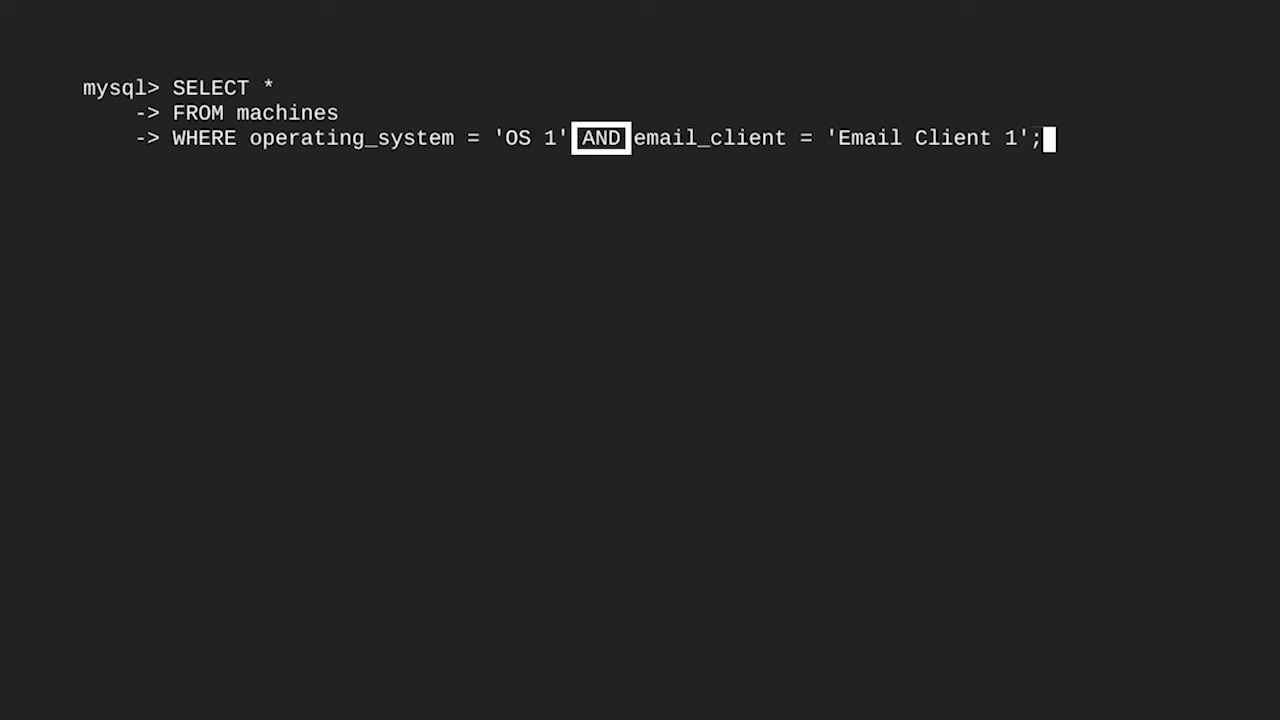 mysql> SELECT *
-> FROM machines
-> WHERE operating_system = 'OS 1' AND email_client = 'Email Client 1';